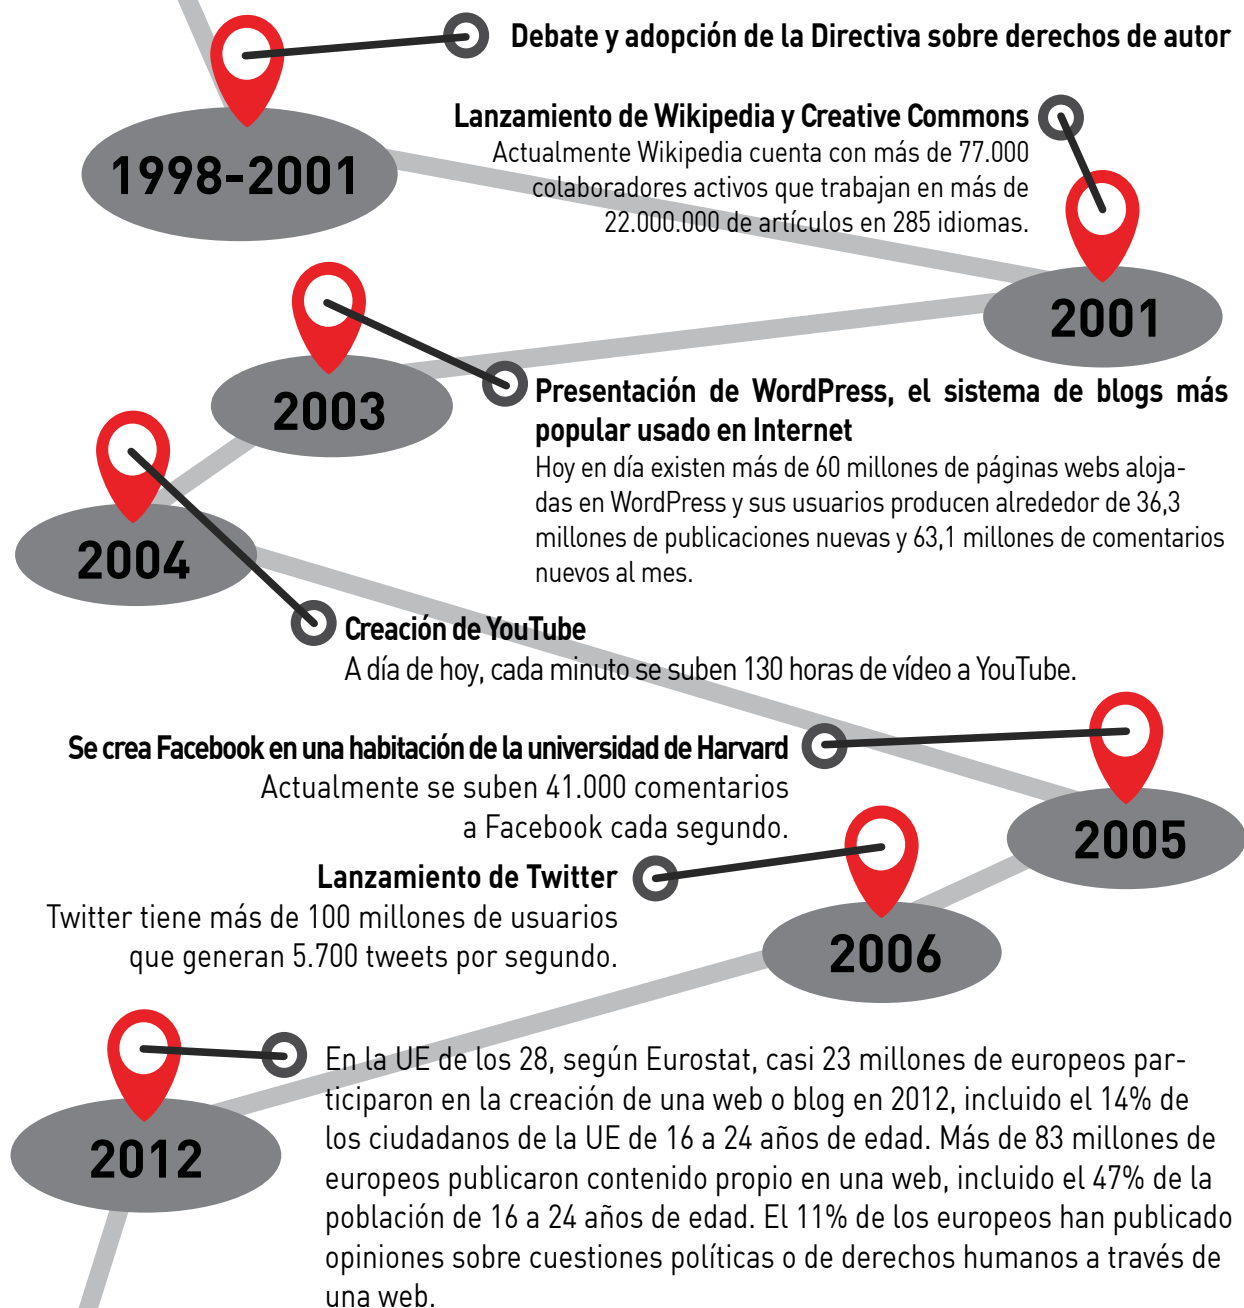 Debate y adopción de la Directiva sobre derechos de autor
1998-2001
Lanzamiento de Wikipedia y Creative Commons
Actualmente Wikipedia cuenta con más de 77.000
colaboradores activos que trabajan en más de
22.000.000 de artículos en 285 idiomas.
2001
2003
Presentación de WordPress, el sistema de blogs más
popular usado en Internet
Hoy en día existen más de 60 millones de páginas webs aloja-
das en WordPress y sus usuarios producen alrededor de 36,3
millones de publicaciones nuevas y 63,1 millones de comentarios
nuevos al mes.
2004
Creación de YouTube
A día de hoy, cada minuto se suben 130 horas de vídeo a YouTube.
Se crea Facebook en una habitación de la universidad de Harvard
Actualmente se suben 41.000 comentarios
a Facebook cada segundo.
2005
Lanzamiento de Twitter
Twitter tiene más de 100 millones de usuarios
que generan 5.700 tweets por segundo.
2006
En la UE de los 28, según Eurostat, casi 23 millones de europeos par-
ticiparon en la creación de una web o blog en 2012, incluido el 14% de
los ciudadanos de la UE de 16 a 24 años de edad. Más de 83 millones de
europeos publicaron contenido propio en una web, incluido el 47% de la
población de 16 a 24 años de edad. El 11% de los europeos han publicado
opiniones sobre cuestiones políticas o de derechos humanos a través de
una web.
2012